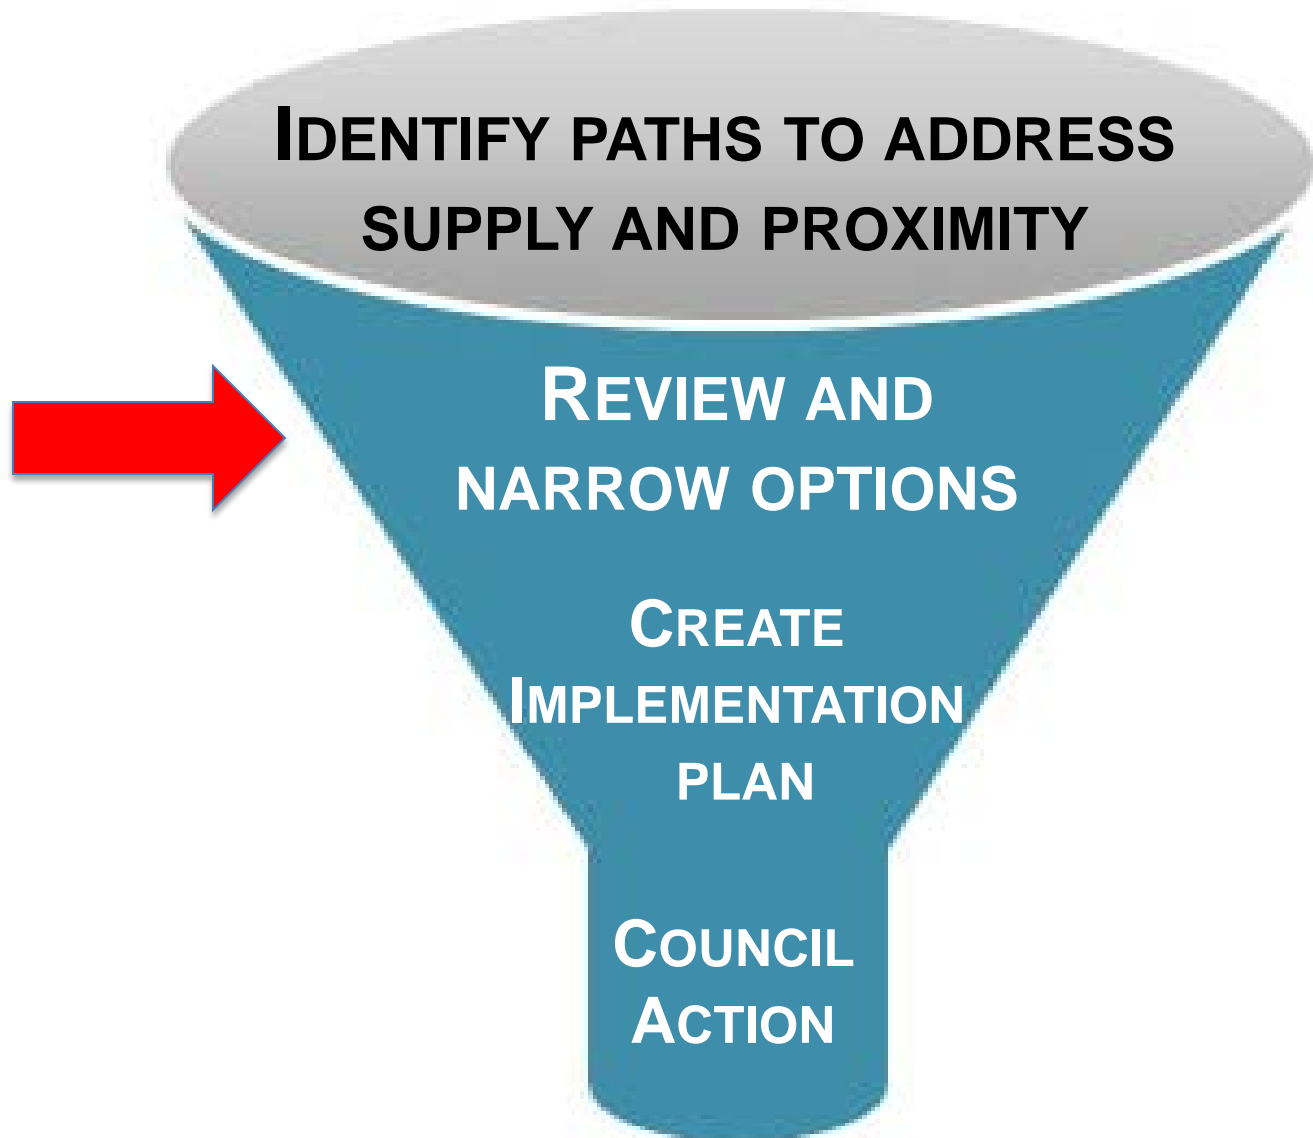 IDENTIFY PATHS TO ADDRESS
SUPPLY AND PROXIMITY
REVIEW AND
NARROW OPTIONS
CREATE
IMPLEMENTATION
PLAN
COUNCIL
ACTION